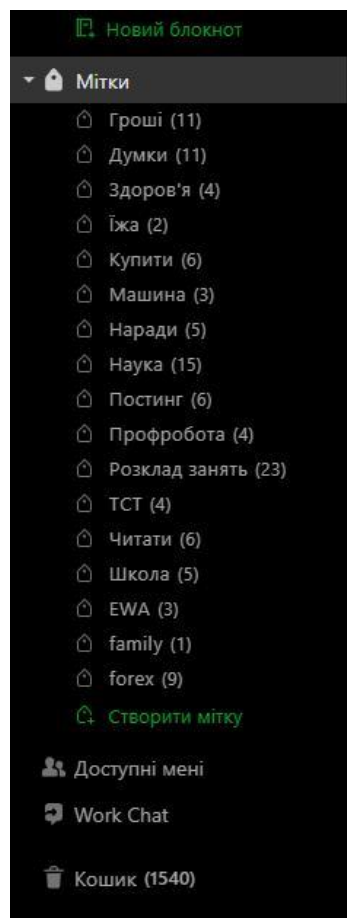 Новий блокнот
Мітки
Гроші (11)
Думки (11)
Здоров'я (4)
Їжа (2)
Купити (6)
Машина (3)
Наради (5)
Наука (15)
Постинг (6)
Профробота (4)
Розклад занять (23)
ТСТ (4)
Читати (6)
Школа (5)
EWA (3)
family (1)
forex (9)
Створити мітку
Доступні мені
Work Chat
Кошик (1540)